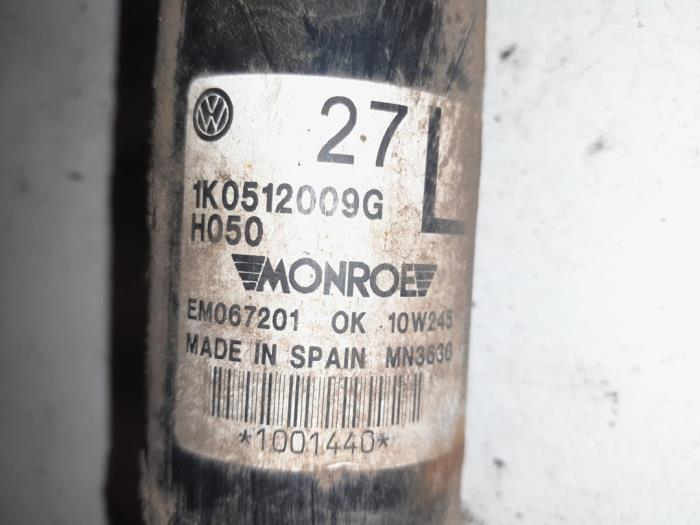 27 L
1K0512009G
H050
MONROE
EM067201 OK 10W245
MADE IN SPAIN MN3630
*1001440*